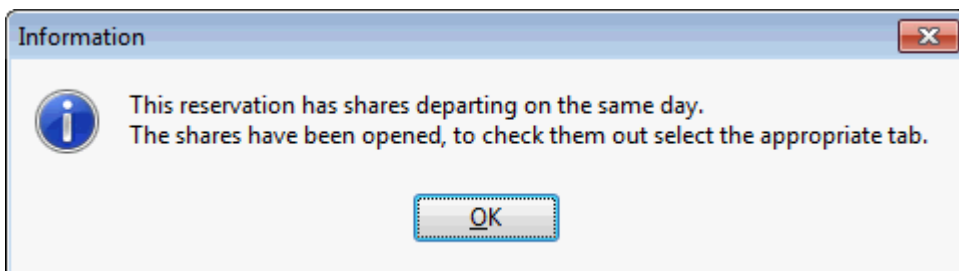 Information
This reservation has shares departing on the same day.
The shares have been opened, to check them out select the appropriate tab.
OK